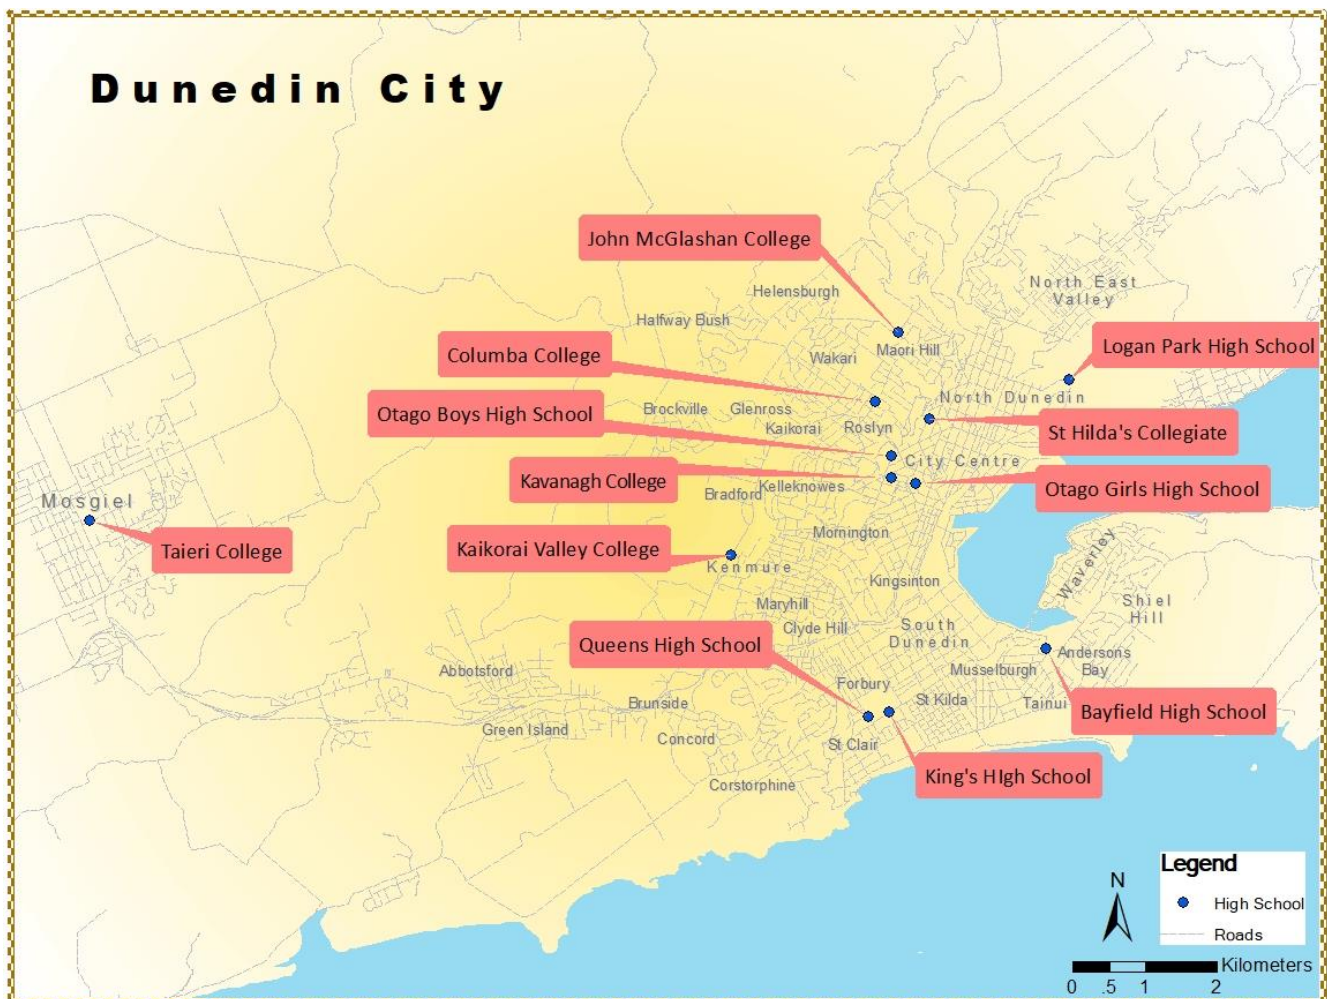 Dunedin City
John McGlashan College
North East
Valley
Helensburgh
Halfway Bush
Logan Park High School
Columba College
Wakari
Maori Hill
North Dunedin
Otago Boys High School
Brockville
Glenross
Kaikorai
Roslyn
St Hilda's Collegiate
City Centre
Kavanagh College
Kelleknowes
Bradford
Otago Girls High School
Mosgiel
Taieri College
Mornington
Kaikorai Valley College
Kenmure
Waverley
Kingsinton
Maryhill
Shiel
Hill
Clyde Hill
South
Dunedin
Queens High School
Andersons
Bay
Abbotsford
Musselburgh
Forbury
St Kilda
Tainui
Brunside
Bayfield High School
Green Island
Concord
St Clair
King's HIgh School
Corstorphine
Legend
N
High School
Roads
Kilometers
0 .5 1 2